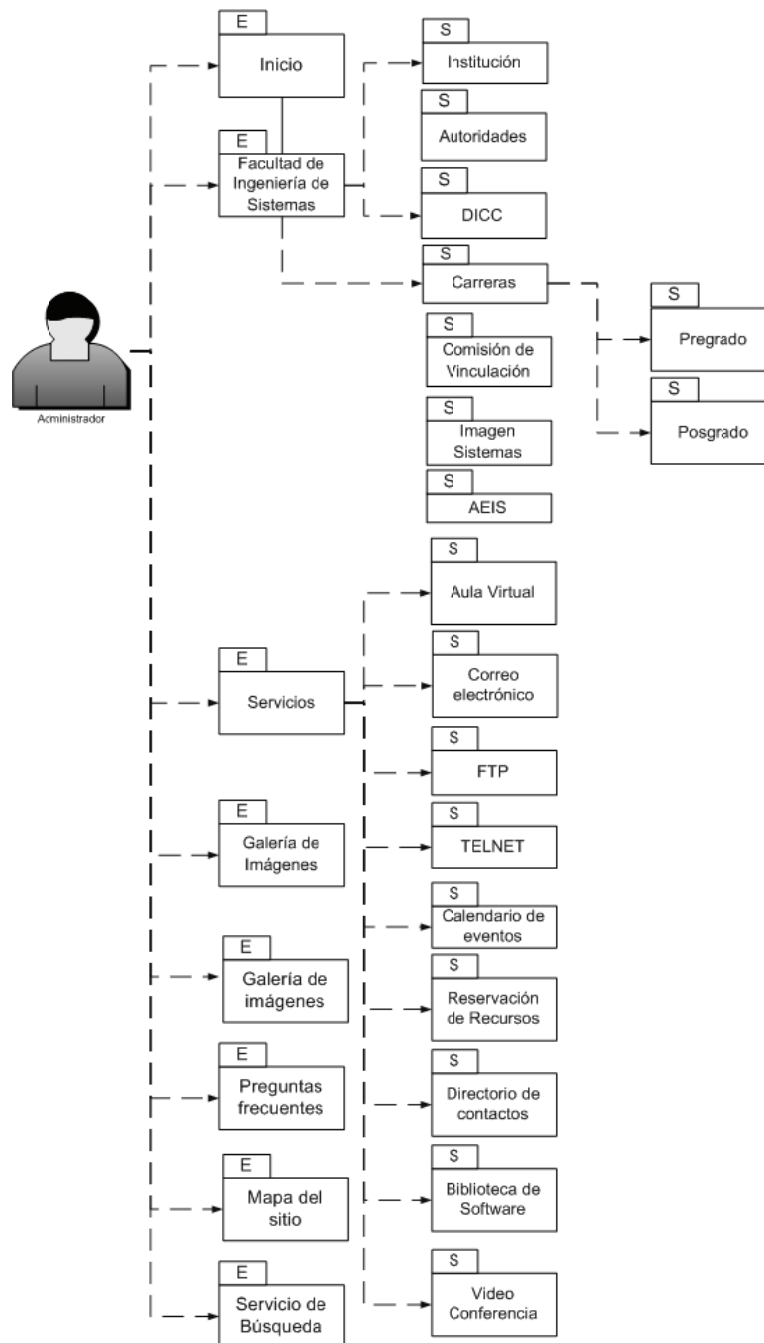 E
Inicio
E
Facultad de
Ingeniería de
Sistemas
S
Institución
S
Autoridades
S
DICC
S
Carreras
S
Comisión de
Vinculación
S
Imagen
Sistemas
S
AEIS
S
Pregrado
S
Posgrado
Administrador
E
Servicios
S
Aula Virtual
S
Correo
electrónico
S
FTP
S
TELNET
S
Calendario de
eventos
S
Reservación
de Recursos
S
Directorio de
contactos
S
Biblioteca de
Software
S
Video
Conferencia
E
Galería de
Imágenes
E
Galería de
imágenes
E
Preguntas
frecuentes
E
Mapa del
sitio
E
Servicio de
Búsqueda